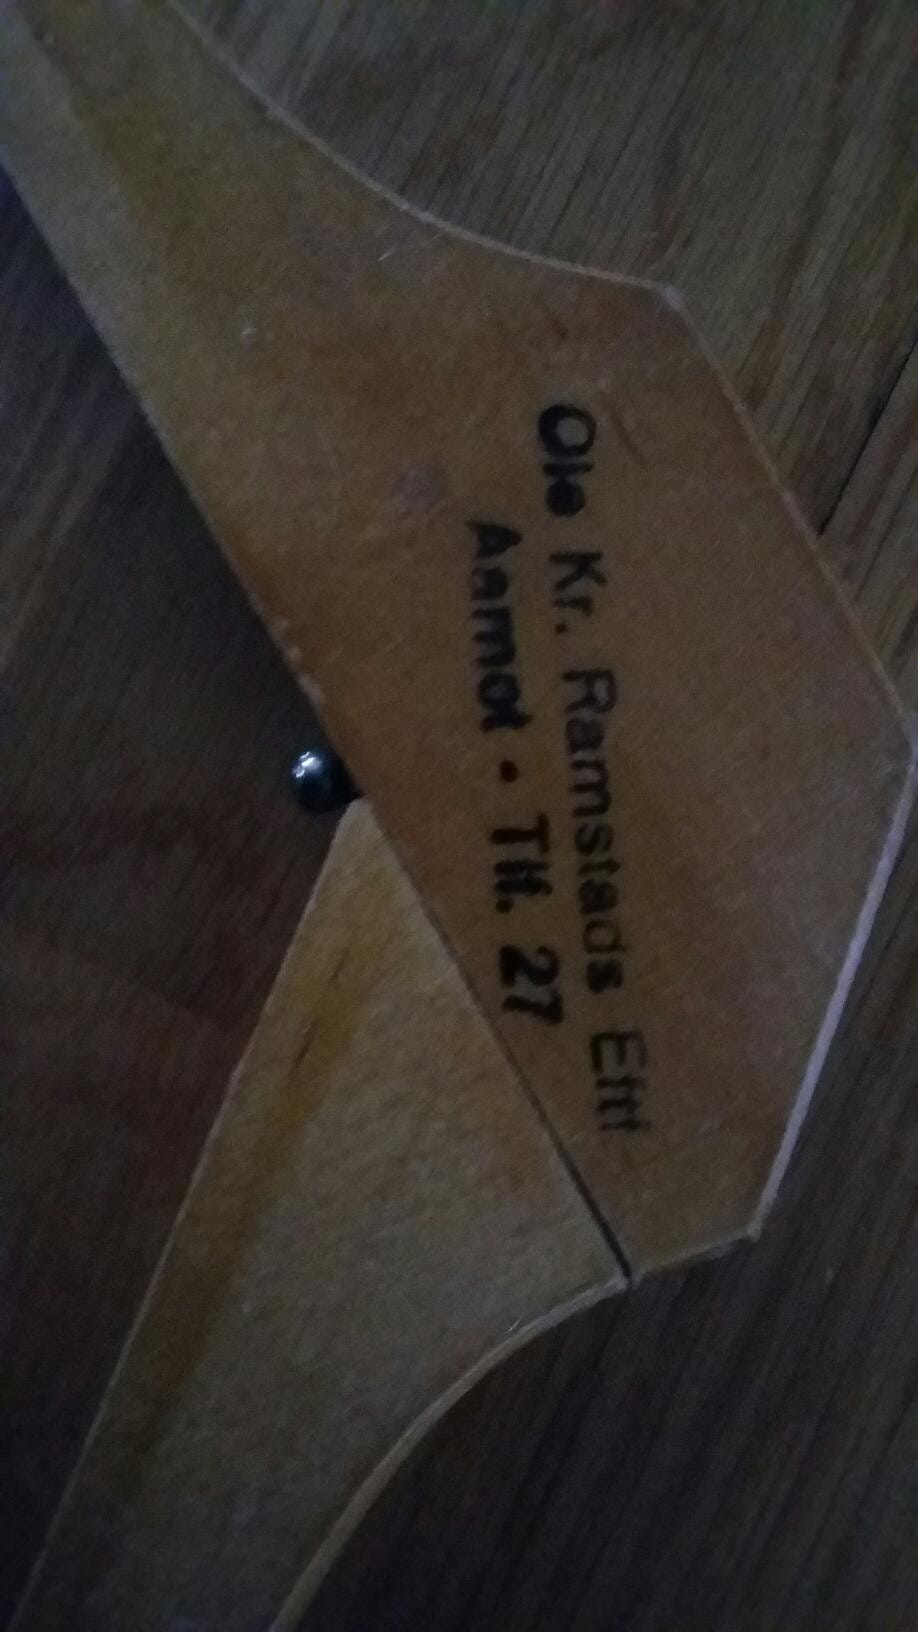 Ole Kr. Ramstads Eftf
Aamot • Tlf. 27